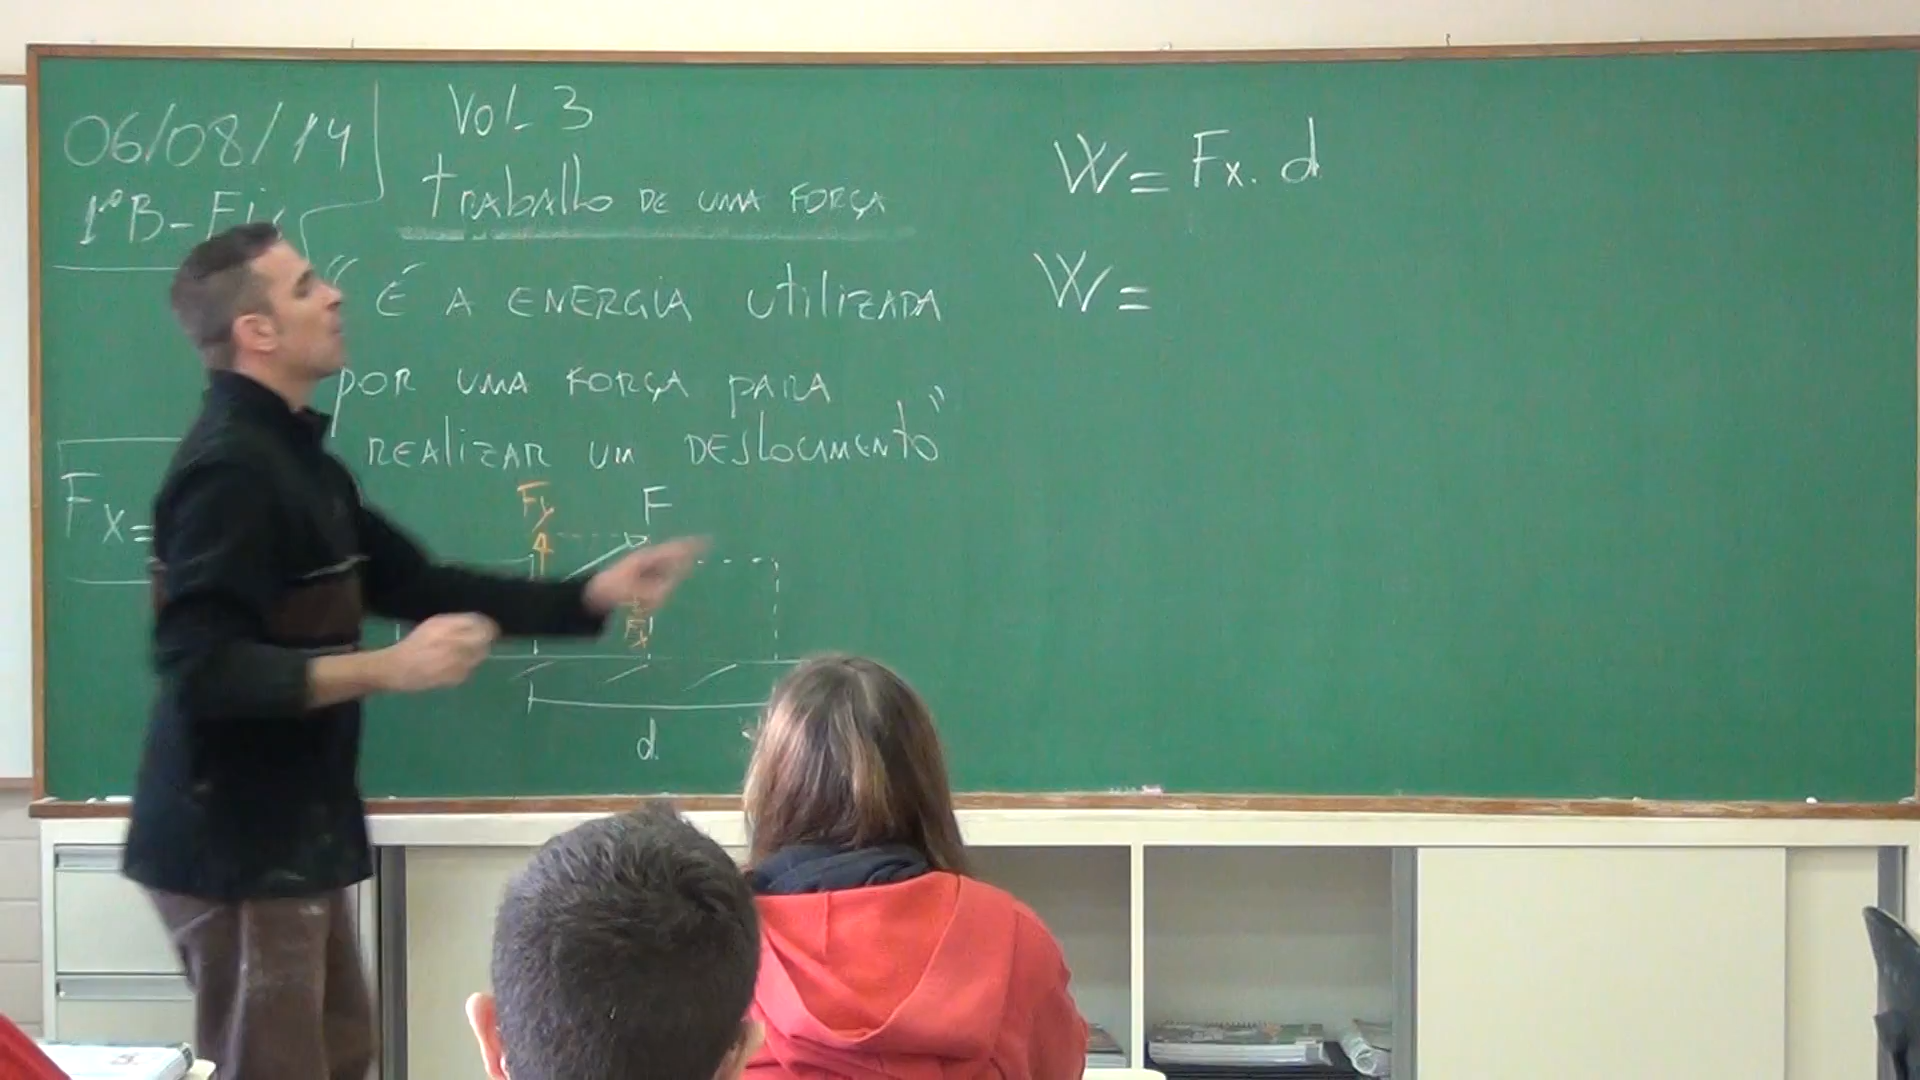 06/08/14
1ºB - Fi
Vol 3
TRABALHO DE UMA FORÇA
"É A ENERGIA UTILIZADA
POR UMA FORÇA PARA
REALIZAR UM DESLOCAMENTO"
Fx=
Fy
F
Fx
d
W = Fx. d
W =